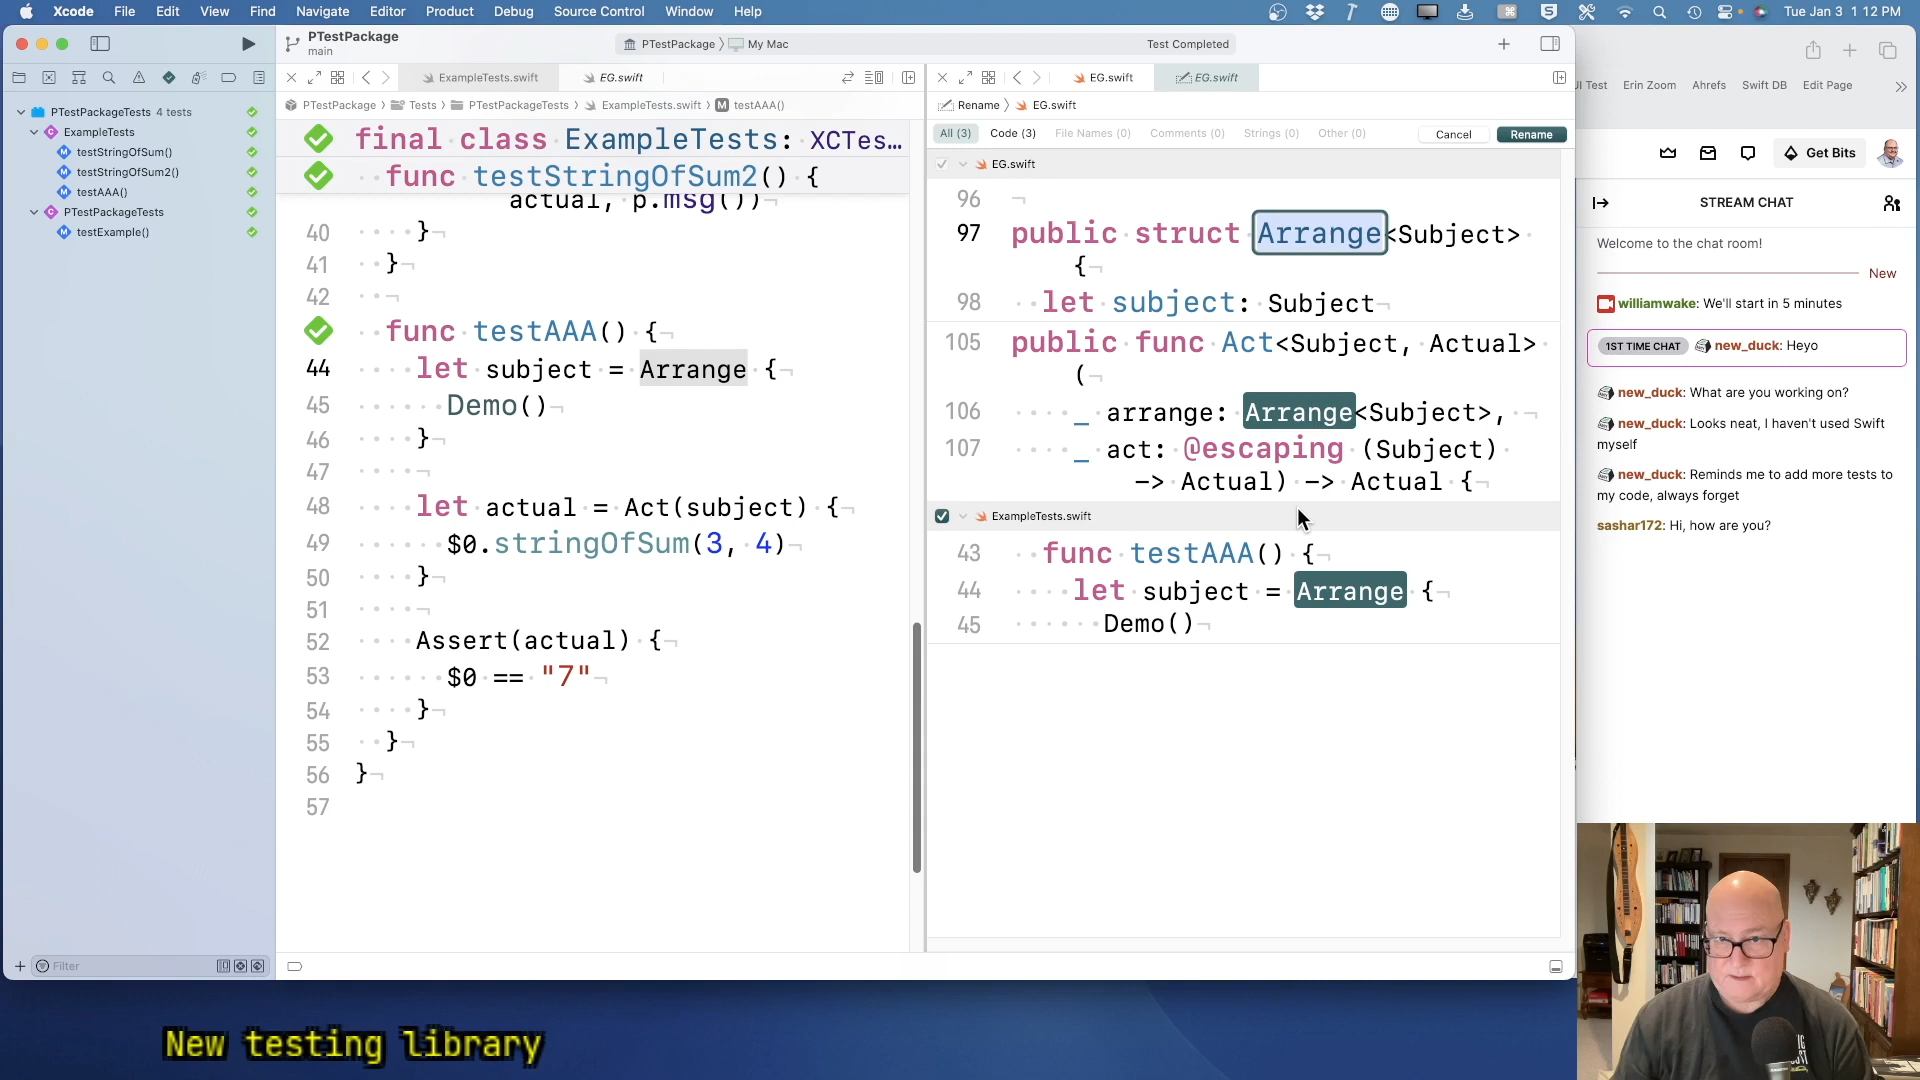 Xcode File Edit View Find Navigate Editor Product Debug Source Control Window Help
Tue Jan 3 1 12 PM
PTestPackage
main
PTestPackage 〉 My Mac
Test Completed
ExampleTests.swift
EG.swift
EG.swift
EG.swift
PTestPackage 〉 Tests 〉 PTestPackageTests 〉 ExampleTests.swift 〉 M testAAA()
Rename 〉 EG.swift
All (3) Code (3) File Names (0) Comments (0) Strings (0) Other (0) Cancel Rename
PTestPackageTests 4 tests
ExampleTests
testStringOfSum()
testStringOfSum2()
testAAA()
PTestPackageTests
testExample()
Filter
final class ExampleTests: XCTes…
func testStringOfSum2() {
actual, p.msg())
40 }
41 }
42
func testAAA() {
44 let subject = Arrange {
45 Demo()
46 }
47
48 let actual = Act(subject) {
49 $0.stringOfSum(3, 4)
50 }
51
52 Assert(actual) {
53 $0 == "7"
54 }
55 }
56 }
57
EG.swift
96
97 public struct Arrange<Subject>
{
98 let subject: Subject
105 public func Act<Subject, Actual>
(
106 _ arrange: Arrange<Subject>,
107 _ act: @escaping (Subject)
-> Actual) -> Actual {
ExampleTests.swift
43 func testAAA() {
44 let subject = Arrange {
45 Demo()
UI Test Erin Zoom Ahrefs Swift DB Edit Page
Get Bits
STREAM CHAT
Welcome to the chat room!
New
williamwake: We'll start in 5 minutes
1ST TIME CHAT new_duck: Heyo
new_duck: What are you working on?
new_duck: Looks neat, I haven't used Swift
myself
new_duck: Reminds me to add more tests to
my code, always forget
sashar172: Hi, how are you?
New testing library